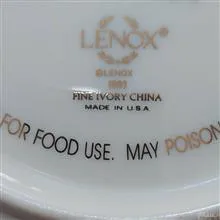 LENOX®
©LENOX
FINE IVORY CHINA
MADE IN U.S.A.
FOR FOOD USE. MAY POISON